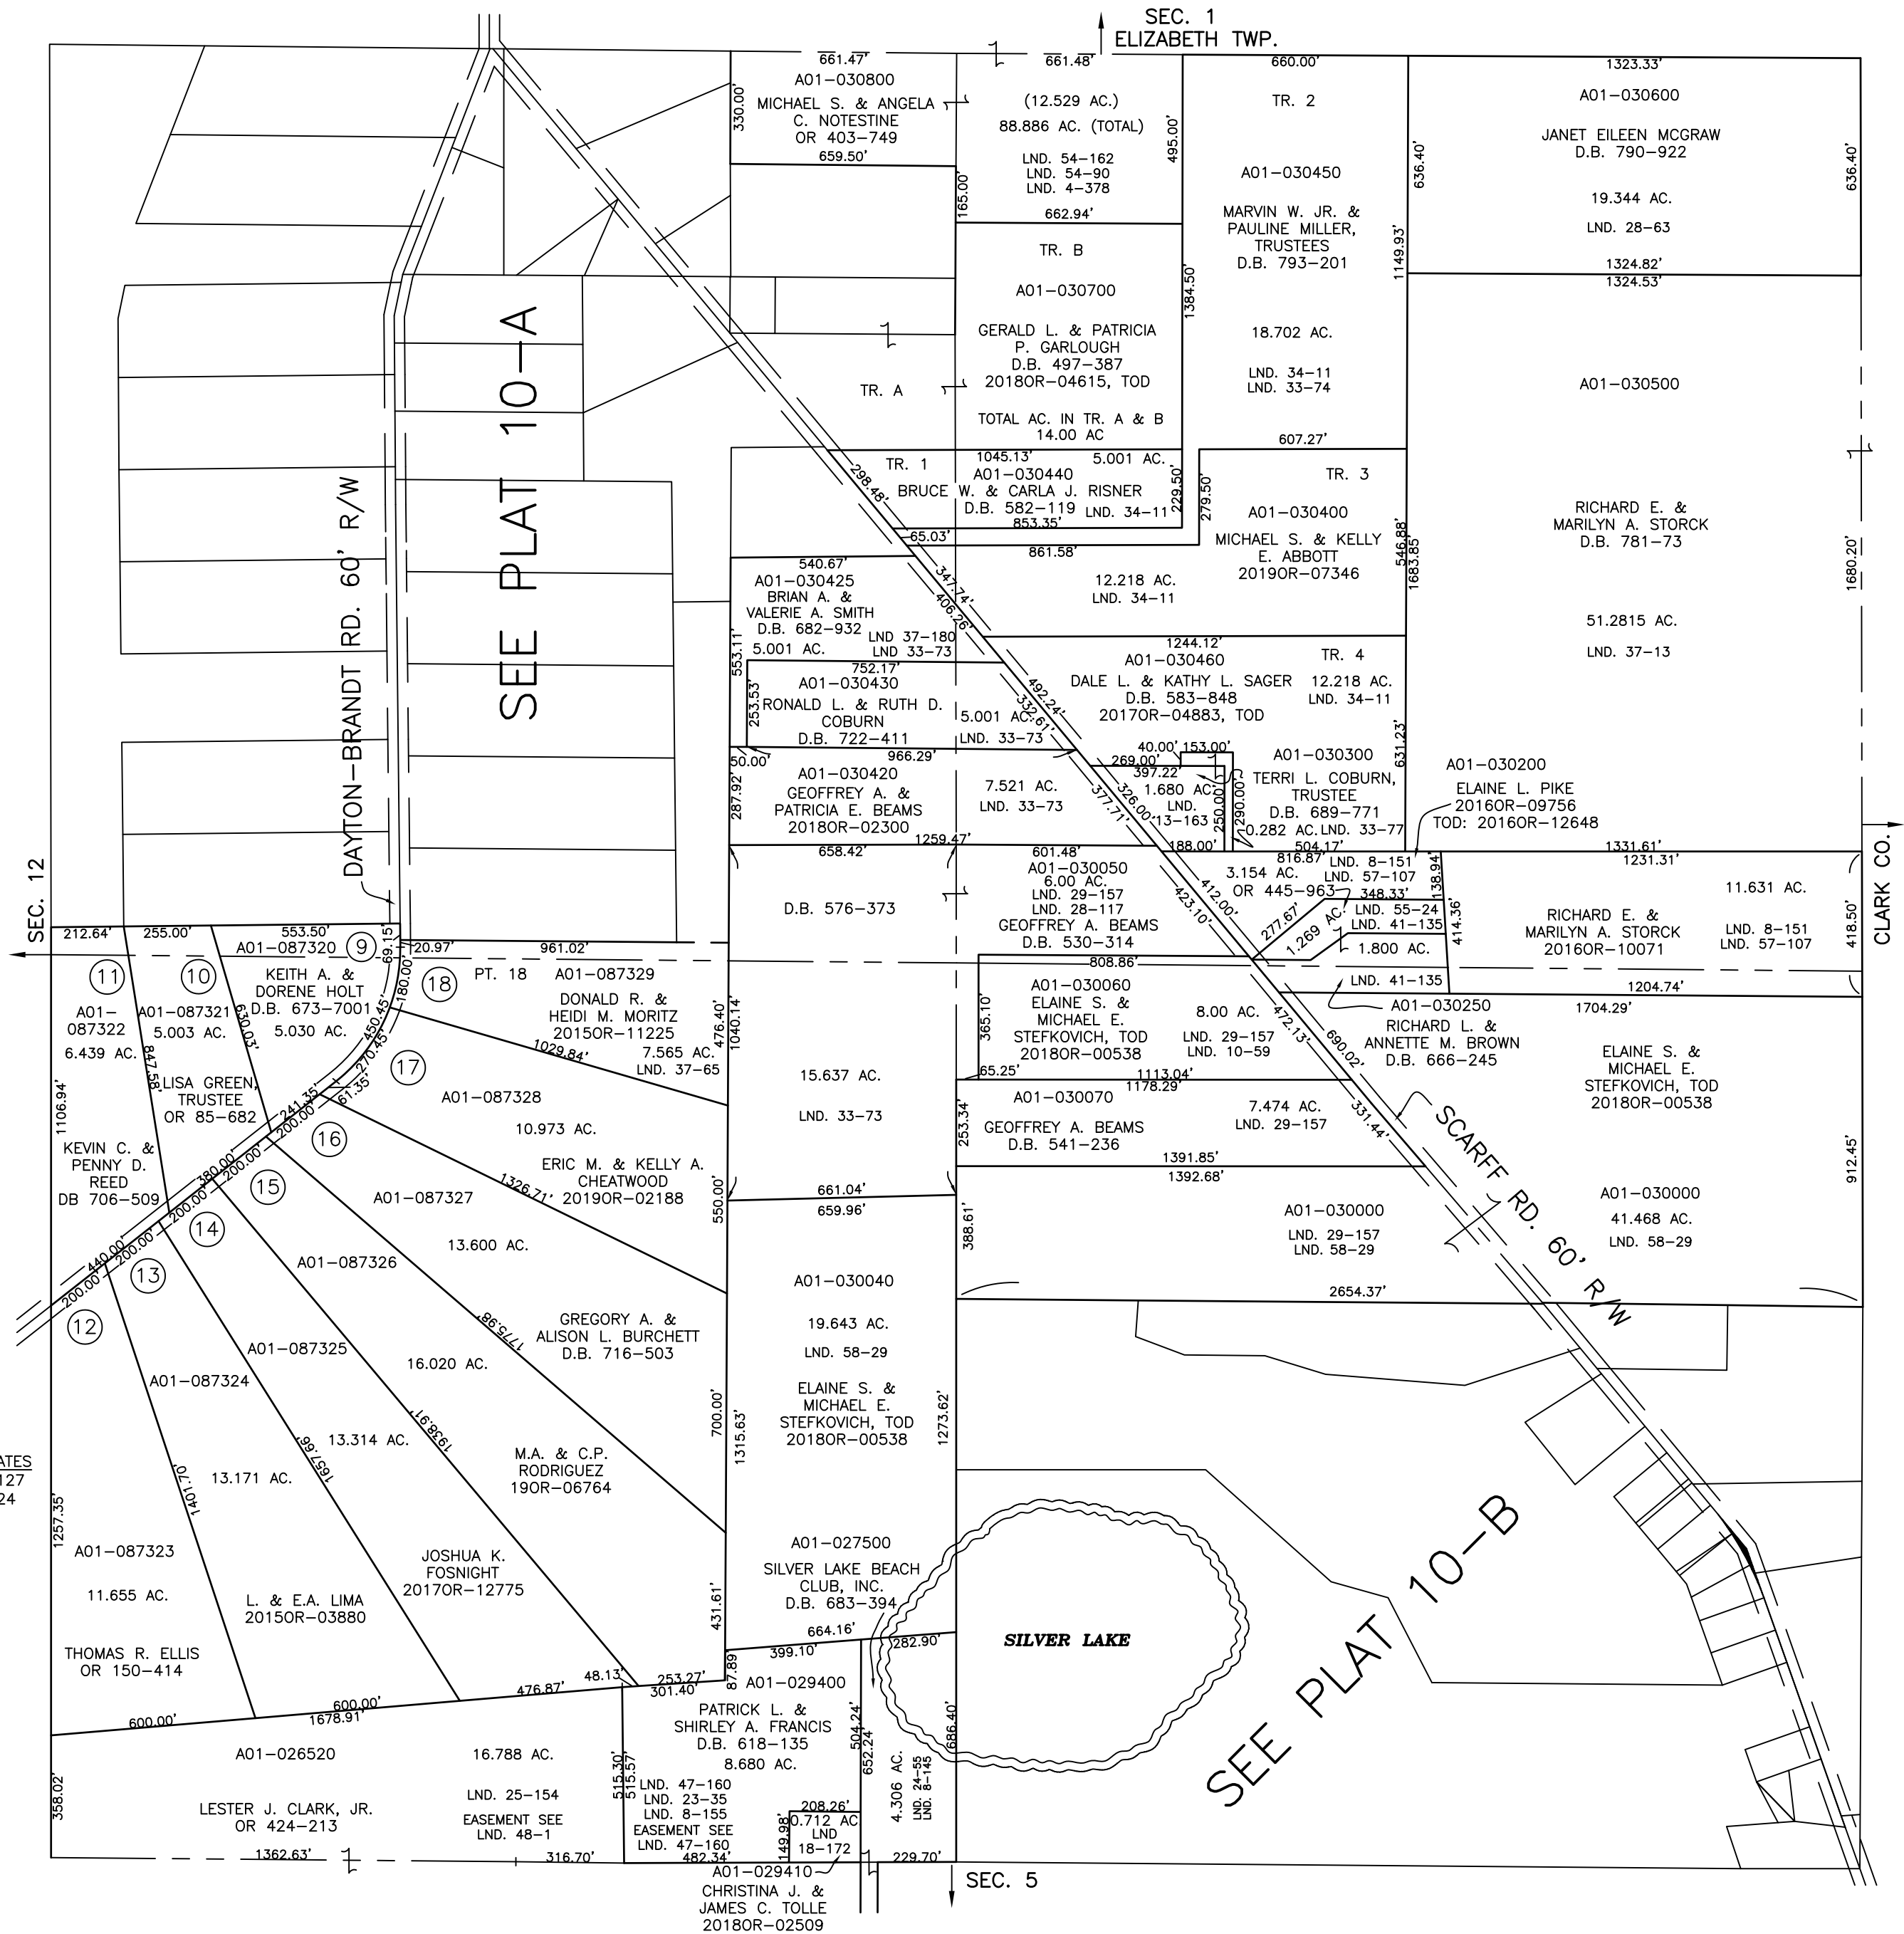 SEC. 1
ELIZABETH TWP.
661.47'
A01-030800
MICHAEL S. & ANGELA
C. NOTESTINE
OR 403-749
330.00'
659.50'
661.48'
(12.529 AC.)
88.886 AC. (TOTAL)
LND. 54-162
LND. 54-90
LND. 4-378
495.00'
165.00'
662.94'
660.00'
TR. 2
A01-030450
MARVIN W. JR. &
PAULINE MILLER,
TRUSTEES
D.B. 793-201
18.702 AC.
LND. 34-11
LND. 33-74
607.27'
636.40'
1149.93'
1323.33'
A01-030600
JANET EILEEN MCGRAW
D.B. 790-922
19.344 AC.
LND. 28-63
636.40'
1324.82'
1324.53'
TR. B
A01-030700
GERALD L. & PATRICIA
P. GARLOUGH
D.B. 497-387
2018OR-04615, TOD
TOTAL AC. IN TR. A & B
14.00 AC
1384.50'
TR. A
A01-030500
RICHARD E. &
MARILYN A. STORCK
D.B. 781-73
51.2815 AC.
LND. 37-13
1680.20'
SEE PLAT 10-A
DAYTON-BRANDT RD. 60' R/W
TR. 1
1045.13'
5.001 AC.
A01-030440
BRUCE W. & CARLA J. RISNER
D.B. 582-119
LND. 34-11
853.35'
229.50'
279.50'
298.48'
65.03'
861.58'
TR. 3
A01-030400
MICHAEL S. & KELLY
E. ABBOTT
2019OR-07346
12.218 AC.
LND. 34-11
546.88'
1683.85'
347.74'
406.26'
540.67'
A01-030425
BRIAN A. &
VALERIE A. SMITH
D.B. 682-932
LND 37-180
5.001 AC.
LND 33-73
553.11'
752.17'
A01-030430
RONALD L. & RUTH D.
COBURN
D.B. 722-411
5.001 AC.
LND. 33-73
253.53'
1244.12'
A01-030460
TR. 4
DALE L. & KATHY L. SAGER
12.218 AC.
D.B. 583-848
LND. 34-11
2017OR-04883, TOD
492.24'
332.61'
631.23'
50.00'
966.29'
A01-030420
GEOFFREY A. &
PATRICIA E. BEAMS
2018OR-02300
7.521 AC.
LND. 33-73
287.92'
1259.47'
377.71'
326.00'
40.00'
153.00'
269.00'
397.22'
1.680 AC.
LND.
13-163
250.00'
290.00'
188.00'
A01-030300
TERRI L. COBURN,
TRUSTEE
D.B. 689-771
0.282 AC.
LND. 33-77
504.17'
A01-030200
ELAINE L. PIKE
2016OR-09756
TOD: 2016OR-12648
CLARK CO.
SEC. 12
658.42'
D.B. 576-373
601.48'
A01-030050
6.00 AC.
LND. 29-157
LND. 28-117
GEOFFREY A. BEAMS
D.B. 530-314
412.00'
423.10'
816.87'
3.154 AC.
OR 445-963
LND. 8-151
LND. 57-107
138.94'
348.33'
277.67'
1.269 AC.
LND. 55-24
LND. 41-135
1.800 AC.
LND. 41-135
414.36'
1331.61'
1231.31'
11.631 AC.
RICHARD E. &
MARILYN A. STORCK
2016OR-10071
LND. 8-151
LND. 57-107
418.50'
1204.74'
212.64'
255.00'
553.50'
A01-087320
9
69.15'
20.97'
961.02'
11
10
KEITH A. &
DORENE HOLT
D.B. 673-7001
5.030 AC.
18
PT. 18
A01-087329
DONALD R. &
HEIDI M. MORITZ
2015OR-11225
7.565 AC.
LND. 37-65
180.00'
450.45'
270.45'
1029.84'
476.40'
1040.14'
A01-
087322
6.439 AC.
A01-087321
5.003 AC.
630.03'
847.58'
LISA GREEN,
TRUSTEE
OR 85-682
1106.94'
KEVIN C. &
PENNY D.
REED
DB 706-509
17
61.35'
241.35'
200.00'
16
A01-087328
10.973 AC.
ERIC M. & KELLY A.
CHEATWOOD
2019OR-02188
1326.71'
550.00'
15.637 AC.
LND. 33-73
808.86'
A01-030060
ELAINE S. &
MICHAEL E.
STEFKOVICH, TOD
2018OR-00538
8.00 AC.
LND. 29-157
LND. 10-59
365.10'
65.25'
1113.04'
472.13'
690.02'
A01-030250
RICHARD L. &
ANNETTE M. BROWN
D.B. 666-245
1704.29'
ELAINE S. &
MICHAEL E.
STEFKOVICH, TOD
2018OR-00538
1178.29'
A01-030070
7.474 AC.
LND. 29-157
GEOFFREY A. BEAMS
D.B. 541-236
253.34'
1391.85'
331.44'
SCARFF RD. 60' R/W
912.45'
380.00'
200.00'
15
200.00'
14
440.00'
200.00'
13
200.00'
12
A01-087327
13.600 AC.
GREGORY A. &
ALISON L. BURCHETT
D.B. 716-503
1775.98'
700.00'
661.04'
659.96'
1392.68'
A01-030000
LND. 29-157
LND. 58-29
388.61'
2654.37'
A01-030000
41.468 AC.
LND. 58-29
A01-030040
19.643 AC.
LND. 58-29
ELAINE S. &
MICHAEL E.
STEFKOVICH, TOD
2018OR-00538
1315.63'
1273.62'
A01-087326
16.020 AC.
M.A. & C.P.
RODRIGUEZ
19OR-06764
1938.91'
431.61'
A01-087325
13.314 AC.
JOSHUA K.
FOSNIGHT
2017OR-12775
1657.66'
A01-087324
13.171 AC.
L. & E.A. LIMA
2015OR-03880
1401.70'
ATES
127
24
1257.35'
A01-087323
11.655 AC.
THOMAS R. ELLIS
OR 150-414
A01-027500
SILVER LAKE BEACH
CLUB, INC.
D.B. 683-394
664.16'
SILVER LAKE
SEE PLAT 10-B
600.00'
600.00'
1678.91'
476.87'
48.13'
253.27'
301.40'
87.89'
399.10'
282.90'
358.02'
A01-026520
16.788 AC.
LND. 25-154
EASEMENT SEE
LND. 48-1
LESTER J. CLARK, JR.
OR 424-213
1362.63'
316.70'
A01-029400
PATRICK L. &
SHIRLEY A. FRANCIS
D.B. 618-135
8.680 AC.
515.30'
515.57'
LND. 47-160
LND. 23-35
LND. 8-155
EASEMENT SEE
LND. 47-160
482.34'
504.24'
652.24'
208.26'
149.98'
0.712 AC
LND
18-172
4.306 AC.
LND. 24-55
LND. 8-145
686.40'
229.70'
SEC. 5
A01-029410
CHRISTINA J. &
JAMES C. TOLLE
2018OR-02509